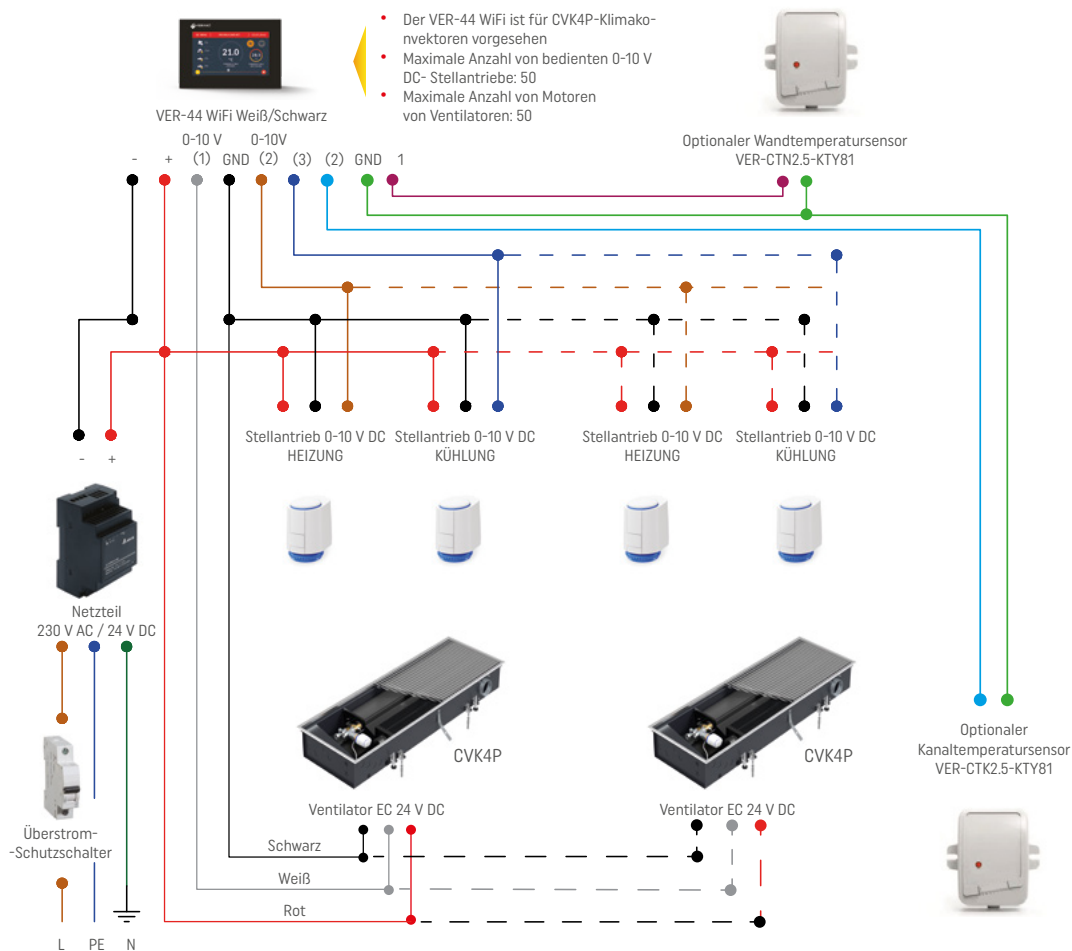 • Der VER-44 WiFi ist für CVK4P-Klimako-
nvektoren vorgesehen
• Maximale Anzahl von bedienten 0-10 V
DC- Stellantriebe: 50
• Maximale Anzahl von Motoren
von Ventilatoren: 50
21.0
VER-44 WiFi Weiß/Schwarz
Optionaler Wandtemperatursensor
VER-CTN2.5-KTY81
0-10 V 0-10V
- + (1) GND (2) (3) (2) GND 1
Stellantrieb 0-10 V DC
HEIZUNG
Stellantrieb 0-10 V DC
KÜHLUNG
Stellantrieb 0-10 V DC
HEIZUNG
Stellantrieb 0-10 V DC
KÜHLUNG
- +
Netzteil
230 V AC / 24 V DC
CVK4P
CVK4P
Optionaler
Kanaltemperatursensor
VER-CTK2.5-KTY81
Ventilator EC 24 V DC
Ventilator EC 24 V DC
Überstrom-
-Schutzschalter
Schwarz
Weiß
Rot
L PE N